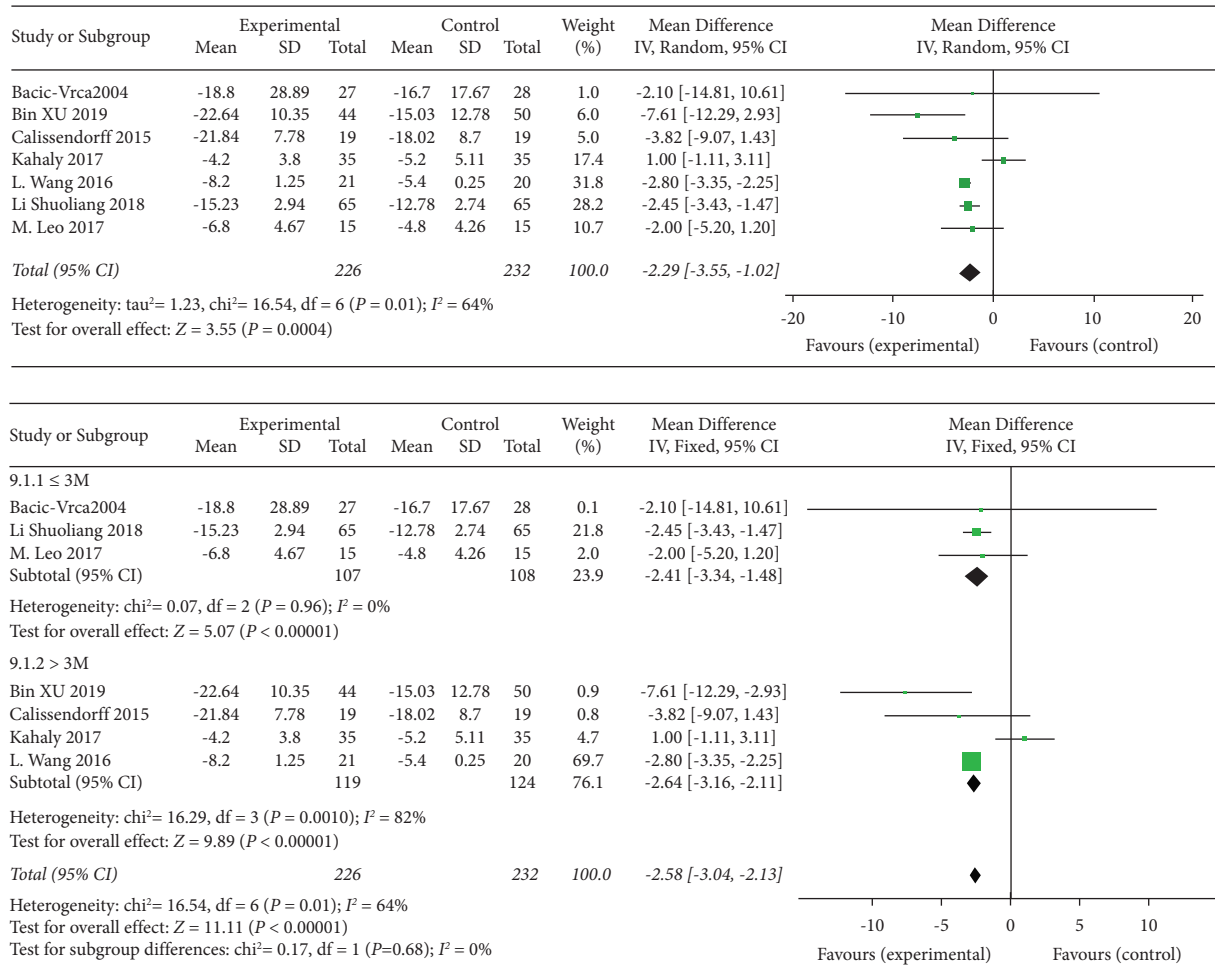 Study or Subgroup Experimental Control Weight (%) Mean Difference IV, Random, 95% CI Mean Difference IV, Random, 95% CI
Mean SD Total Mean SD Total
Bacic-Vrca2004 -18.8 28.89 27 -16.7 17.67 28 1.0 -2.10 [-14.81, 10.61]
Bin XU 2019 -22.64 10.35 44 -15.03 12.78 50 6.0 -7.61 [-12.29, 2.93]
Calissendorff 2015 -21.84 7.78 19 -18.02 8.7 19 5.0 -3.82 [-9.07, 1.43]
Kahaly 2017 -4.2 3.8 35 -5.2 5.11 35 17.4 1.00 [-1.11, 3.11]
L. Wang 2016 -8.2 1.25 21 -5.4 0.25 20 31.8 -2.80 [-3.35, -2.25]
Li Shuoliang 2018 -15.23 2.94 65 -12.78 2.74 65 28.2 -2.45 [-3.43, -1.47]
M. Leo 2017 -6.8 4.67 15 -4.8 4.26 15 10.7 -2.00 [-5.20, 1.20]
Total (95% CI) 226 232 100.0 -2.29 [-3.55, -1.02]
Heterogeneity: tau²= 1.23, chi²= 16.54, df = 6 (P = 0.01); I² = 64%
Test for overall effect: Z = 3.55 (P = 0.0004)
-20 -10 0 10 20
Favours (experimental) Favours (control)
Study or Subgroup Experimental Control Weight (%) Mean Difference IV, Fixed, 95% CI Mean Difference IV, Fixed, 95% CI
Mean SD Total Mean SD Total
9.1.1 ≤ 3M
Bacic-Vrca2004 -18.8 28.89 27 -16.7 17.67 28 0.1 -2.10 [-14.81, 10.61]
Li Shuoliang 2018 -15.23 2.94 65 -12.78 2.74 65 21.8 -2.45 [-3.43, -1.47]
M. Leo 2017 -6.8 4.67 15 -4.8 4.26 15 2.0 -2.00 [-5.20, 1.20]
Subtotal (95% CI) 107 108 23.9 -2.41 [-3.34, -1.48]
Heterogeneity: chi²= 0.07, df = 2 (P = 0.96); I² = 0%
Test for overall effect: Z = 5.07 (P < 0.00001)
9.1.2 > 3M
Bin XU 2019 -22.64 10.35 44 -15.03 12.78 50 0.9 -7.61 [-12.29, -2.93]
Calissendorff 2015 -21.84 7.78 19 -18.02 8.7 19 0.8 -3.82 [-9.07, 1.43]
Kahaly 2017 -4.2 3.8 35 -5.2 5.11 35 4.7 1.00 [-1.11, 3.11]
L. Wang 2016 -8.2 1.25 21 -5.4 0.25 20 69.7 -2.80 [-3.35, -2.25]
Subtotal (95% CI) 119 124 76.1 -2.64 [-3.16, -2.11]
Heterogeneity: chi²= 16.29, df = 3 (P = 0.0010); I² = 82%
Test for overall effect: Z = 9.89 (P < 0.00001)
Total (95% CI) 226 232 100.0 -2.58 [-3.04, -2.13]
Heterogeneity: chi²= 16.54, df = 6 (P = 0.01); I² = 64%
Test for overall effect: Z = 11.11 (P < 0.00001)
Test for subgroup differences: chi²= 0.17, df = 1 (P=0.68); I² = 0%
-10 -5 0 5 10
Favours (experimental) Favours (control)